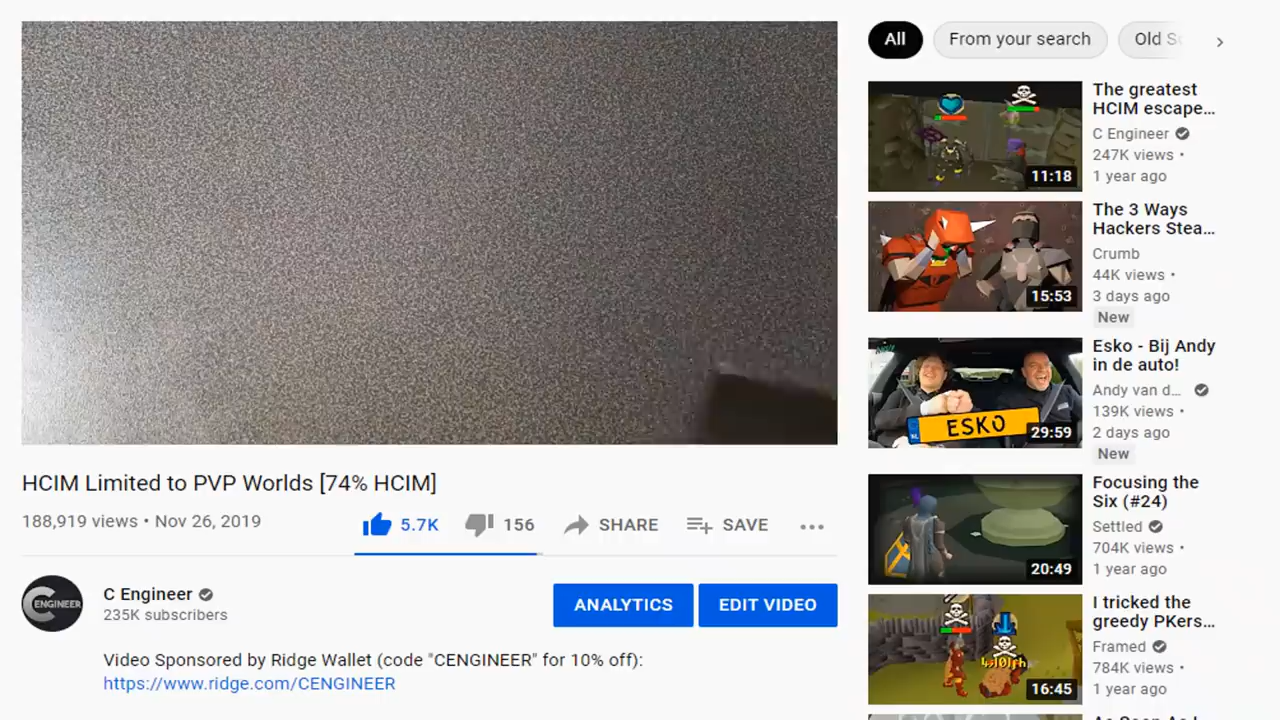 All
From your search
Old S
The greatest
HCIM escape...
C Engineer
247K views •
1 year ago
11:18
The 3 Ways
Hackers Stea...
Crumb
44K views •
3 days ago
New
15:53
Esko - Bij Andy
in de auto!
Andy van d...
139K views •
2 days ago
New
ESKO
29:59
Focusing the
Six (#24)
Settled
704K views •
1 year ago
20:49
I tricked the
greedy PKers...
Framed
784K views •
1 year ago
16:45
HCIM Limited to PVP Worlds [74% HCIM]
188,919 views • Nov 26, 2019
5.7K
156
SHARE
SAVE
CENGINEER
C Engineer
235K subscribers
ANALYTICS
EDIT VIDEO
Video Sponsored by Ridge Wallet (code "CENGINEER" for 10% off):
https://www.ridge.com/CENGINEER